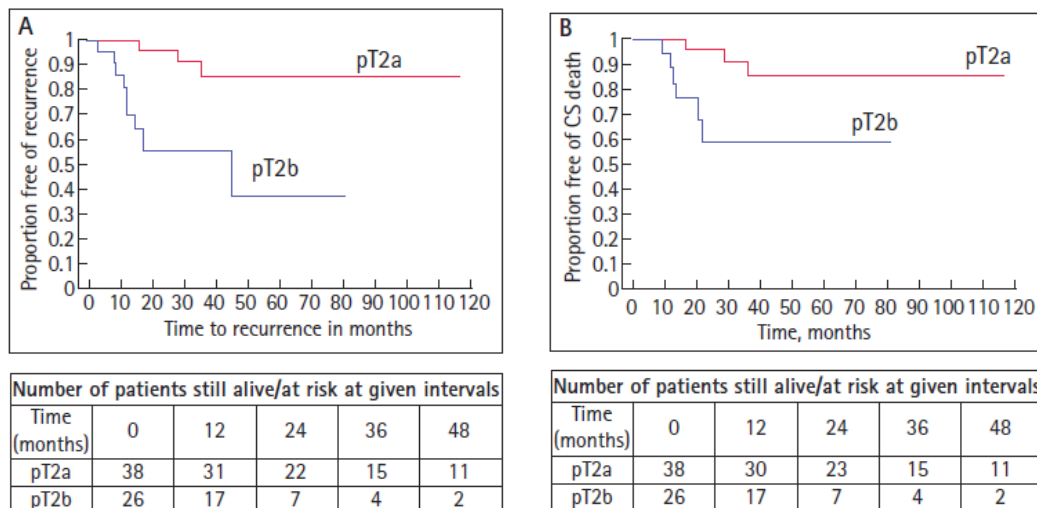 A
Proportion free of recurrence
1
0.9
0.8
0.7
0.6
0.5
0.4
0.3
0.2
0.1
0
pT2a
pT2b
0 10 20 30 40 50 60 70 80 90 100 110 120
Time to recurrence in months
Number of patients still alive/at risk at given intervals
Time (months) 0 12 24 36 48
pT2a 38 31 22 15 11
pT2b 26 17 7 4 2
B
Proportion free of CS death
1
0.9
0.8
0.7
0.6
0.5
0.4
0.3
0.2
0.1
0
pT2a
pT2b
0 10 20 30 40 50 60 70 80 90 100 110 120
Time, months
Number of patients still alive/at risk at given intervals
Time (months) 0 12 24 36 48
pT2a 38 30 23 15 11
pT2b 26 17 7 4 2